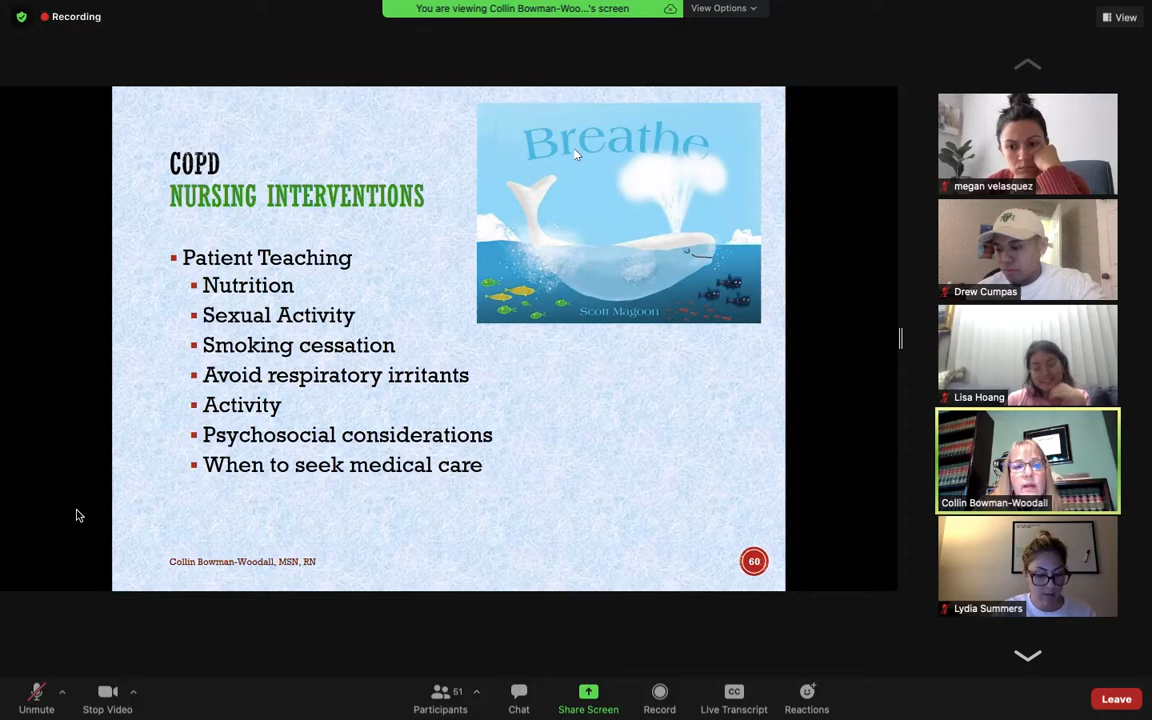 Recording
You are viewing Collin Bowman-Woo...'s screen
View Options
View
COPD
NURSING INTERVENTIONS
Breathe
Scott Magoon
▪ Patient Teaching
▪ Nutrition
▪ Sexual Activity
▪ Smoking cessation
▪ Avoid respiratory irritants
▪ Activity
▪ Psychosocial considerations
▪ When to seek medical care
Collin Bowman-Woodall, MSN, RN
60
megan velasquez
Drew Cumpas
Lisa Hoang
Collin Bowman-Woodall
Lydia Summers
Unmute
Stop Video
51
Participants
Chat
Share Screen
Record
CC
Live Transcript
Reactions
Leave